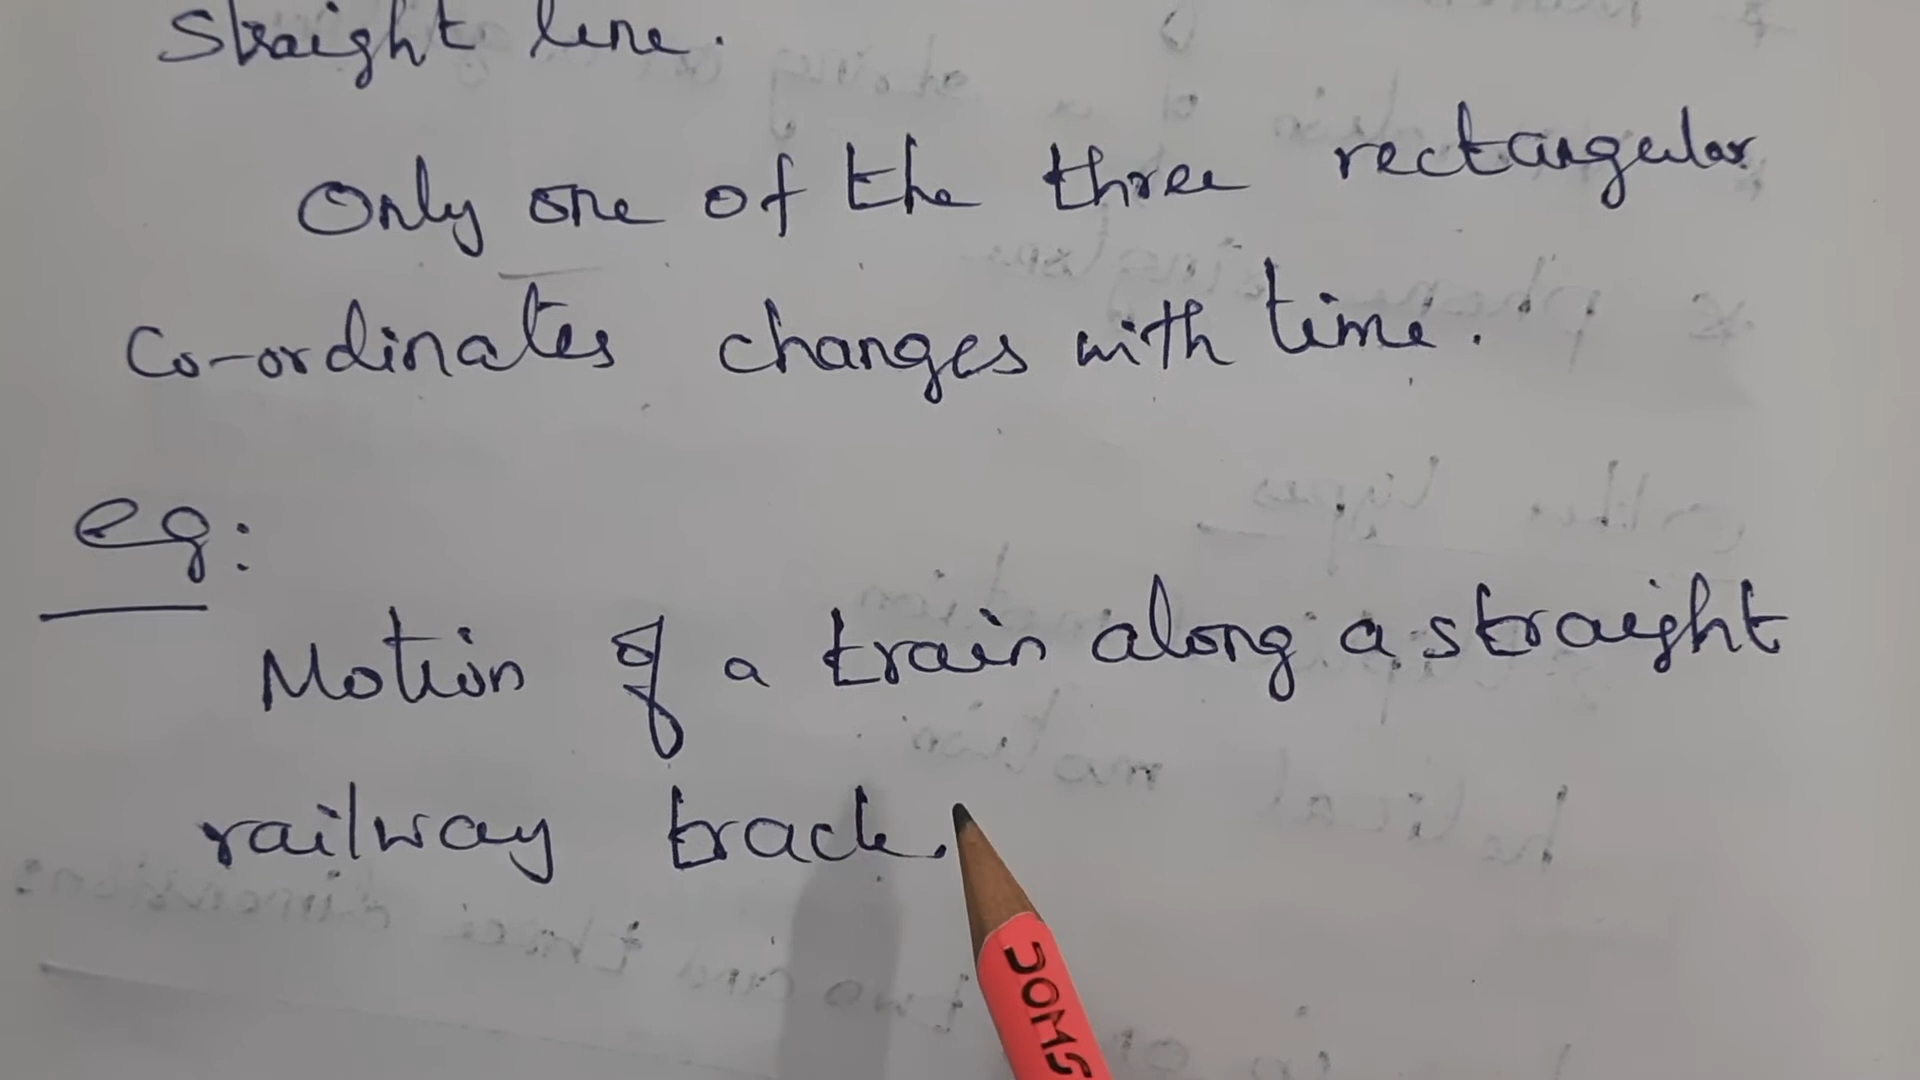 Straight line.
Only one of the three rectangular
Co-ordinates changes with time.
eg:
Motion of a train along a straight
railway track.
DOMS